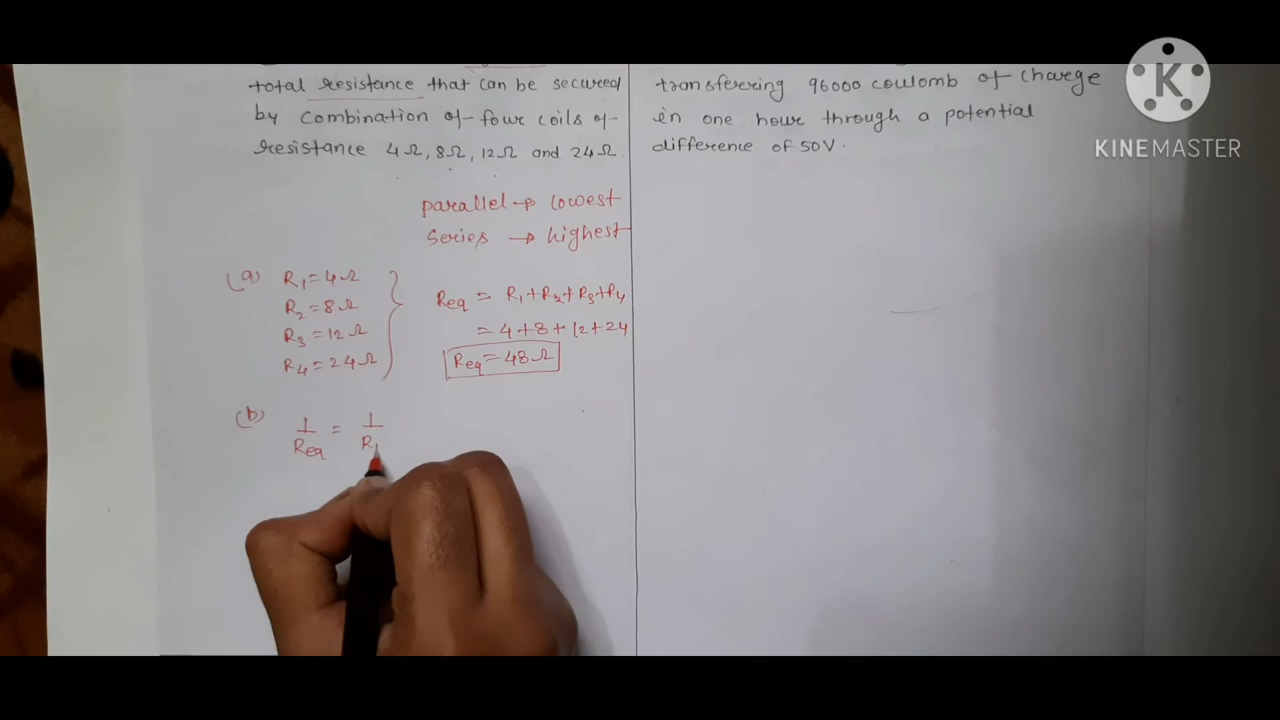 total resistance that can be secured
by combination of four coils of
resistance 4Ω, 8Ω, 12Ω and 24Ω.
parallel → lowest
Series → highest
(a) R₁ = 4Ω
R₂ = 8Ω
R₃ = 12Ω
R₄ = 24Ω
Req = R₁+R₂+R₃+R₄
= 4+8+12+24
Req = 48Ω
(b) 1/Req = 1/R₁
transferring 96000 coulomb of charge
in one hour through a potential
difference of 50V.
K
KINEMASTER